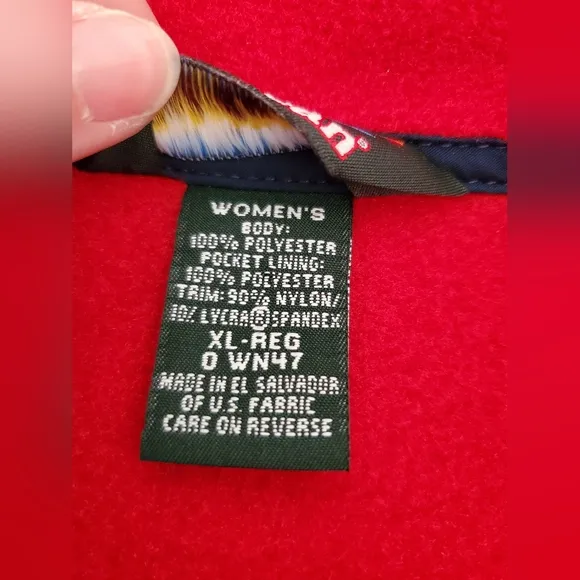 WOMEN'S
BODY:
100% POLYESTER
POCKET LINING:
100% POLYESTER
TRIM: 90% NYLON/
10% LYCRA® SPANDEX
XL-REG
0 WN47
MADE IN EL SALVADOR
OF U.S. FABRIC
CARE ON REVERSE